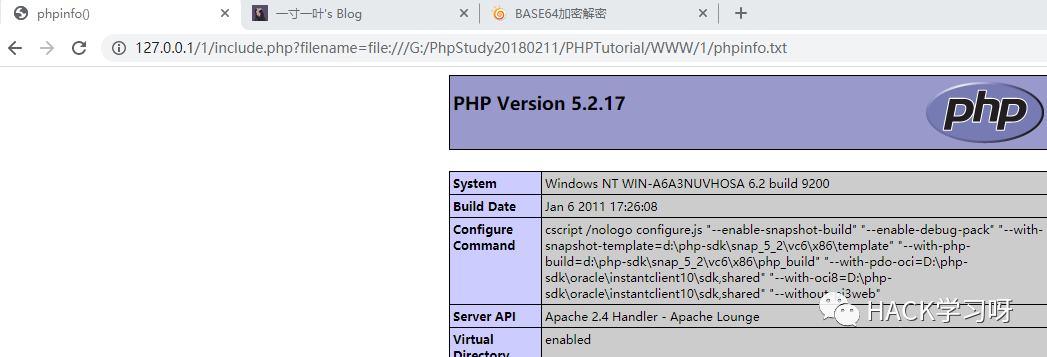 phpinfo()
一寸一叶's Blog
BASE64加密解密
127.0.0.1/1/include.php?filename=file:///G:/PhpStudy20180211/PHPTutorial/WWW/1/phpinfo.txt
PHP Version 5.2.17
php
System
Windows NT WIN-A6A3NUVHOSA 6.2 build 9200
Build Date
Jan 6 2011 17:26:08
Configure
Command
cscript /nologo configure.js "--enable-snapshot-build" "--enable-debug-pack" "--with-
snapshot-template=d:\php-sdk\snap_5_2\vc6\x86\template" "--with-php-
build=d:\php-sdk\snap_5_2\vc6\x86\php_build" "--with-pdo-oci=D:\php-
sdk\oracle\instantclient10\sdk,shared" "--with-oci8=D:\php-
sdk\oracle\instantclient10\sdk,shared" "--without-pi3web"
Server API
Apache 2.4 Handler - Apache Lounge
HACK学习呀
Virtual
Directory
enabled